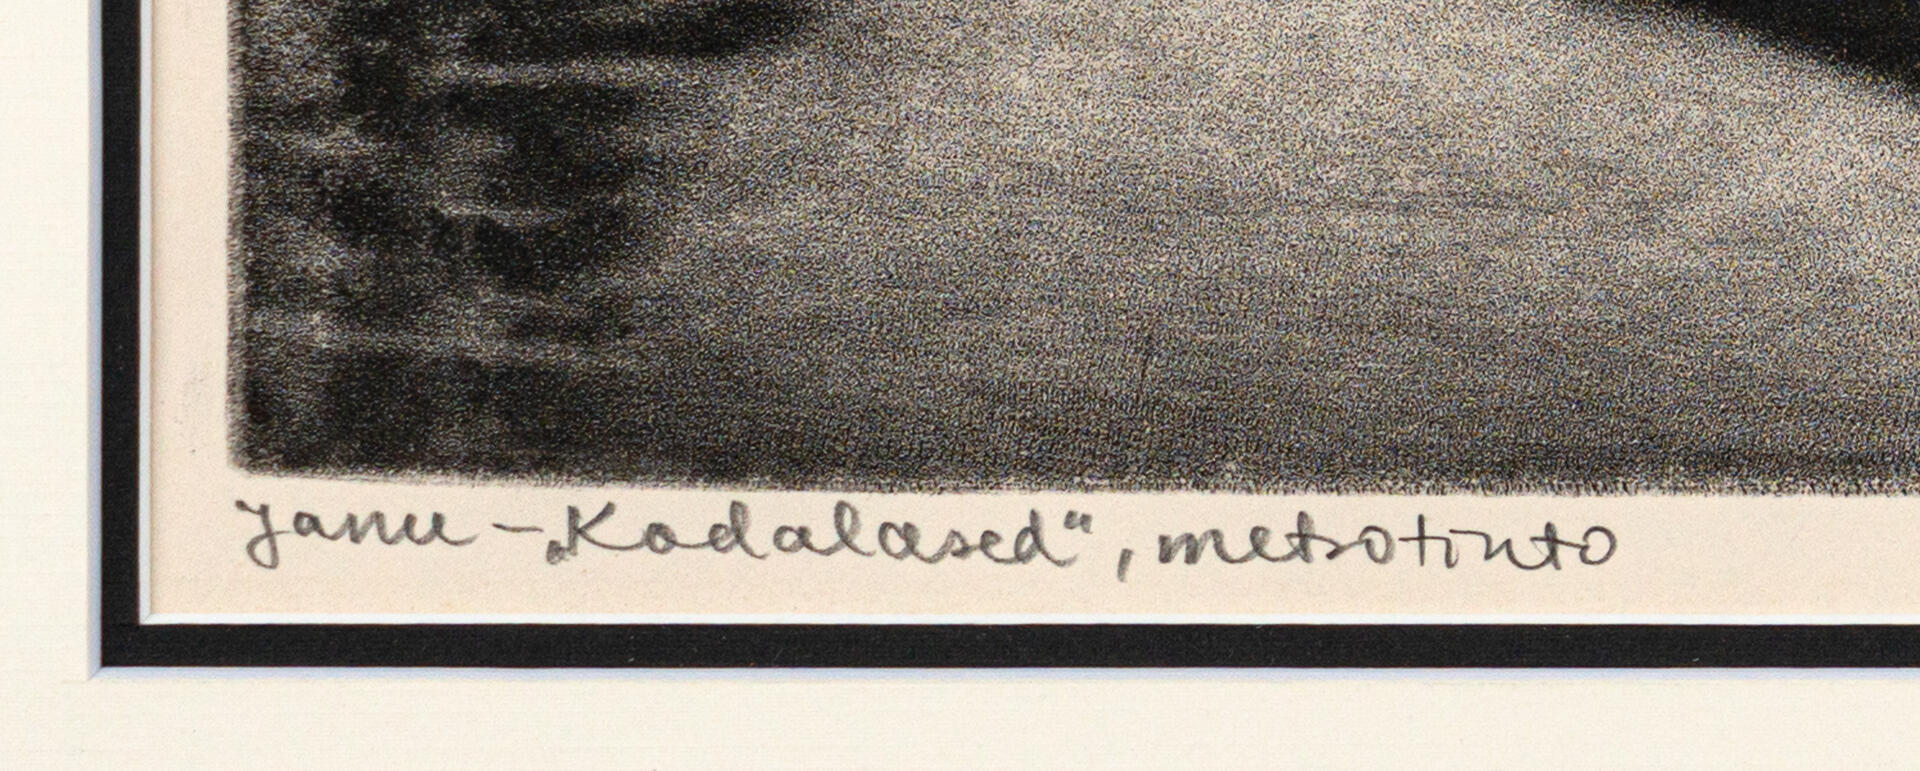 Janu – „Kodalased“, metsotinto